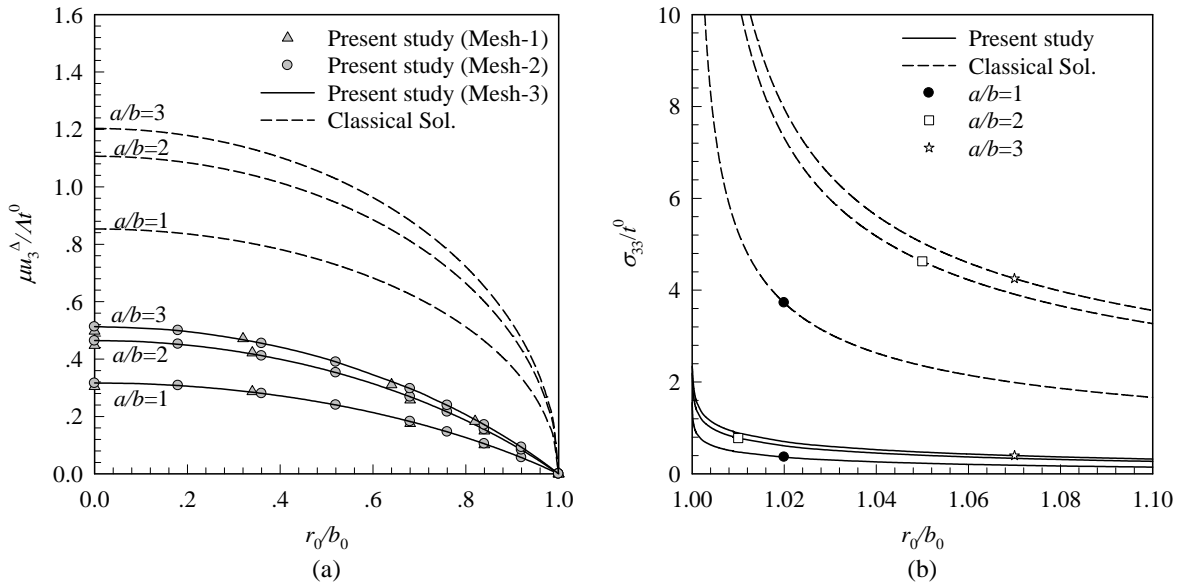 1.6
1.4
1.2
1.0
.8
.6
.4
.2
0.0
0.0
.2
.4
.6
.8
1.0
μu₃^Δ/Λt⁰
r₀/b₀
(a)
Present study (Mesh-1)
Present study (Mesh-2)
Present study (Mesh-3)
Classical Sol.
a/b=3
a/b=2
a/b=1
a/b=3
a/b=2
a/b=1
10
8
6
4
2
0
1.00
1.02
1.04
1.06
1.08
1.10
σ₃₃/t⁰
r₀/b₀
(b)
Present study
Classical Sol.
a/b=1
a/b=2
a/b=3